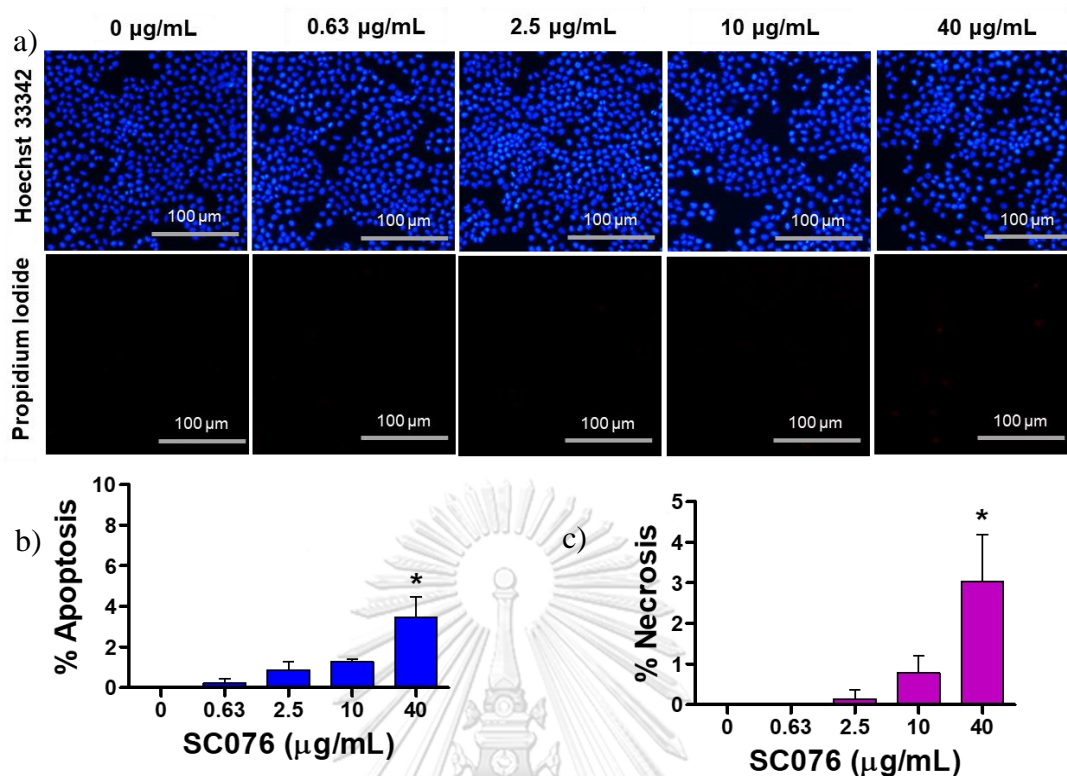 a)
0 µg/mL 0.63 µg/mL 2.5 µg/mL 10 µg/mL 40 µg/mL
Hoechst 33342
100 µm 100 µm 100 µm 100 µm 100 µm
Propidium Iodide
100 µm 100 µm 100 µm 100 µm 100 µm
b)
% Apoptosis
10
8
6
4
2
0
*
0 0.63 2.5 10 40
SC076 (µg/mL)
c)
% Necrosis
5
4
3
2
1
0
*
0 0.63 2.5 10 40
SC076 (µg/mL)